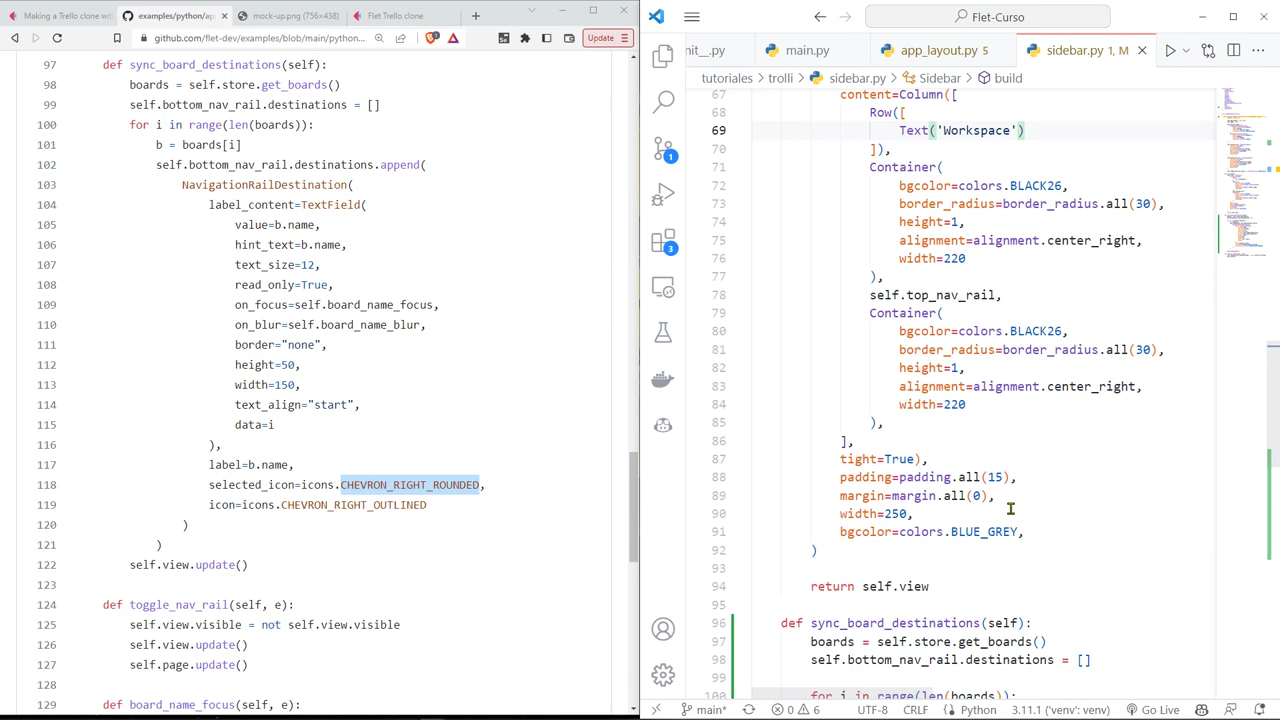 Making a Trello clone with
examples/python/ap
mock-up.png (756×438)
Flet Trello clone
Flet-Curso
github.com/flet-dev/examples/blob/main/python...
Update
init__.py
main.py
app_layout.py 5
sidebar.py 1, M
tutoriales > trolli > sidebar.py > Sidebar > build
97 def sync_board_destinations(self):
98 boards = self.store.get_boards()
99 self.bottom_nav_rail.destinations = []
100 for i in range(len(boards)):
101 b = boards[i]
102 self.bottom_nav_rail.destinations.append(
103 NavigationRailDestination(
104 label_content=TextField(
105 value=b.name,
106 hint_text=b.name,
107 text_size=12,
108 read_only=True,
109 on_focus=self.board_name_focus,
110 on_blur=self.board_name_blur,
111 border="none",
112 height=50,
113 width=150,
114 text_align="start",
115 data=i
116 ),
117 label=b.name,
118 selected_icon=icons.CHEVRON_RIGHT_ROUNDED,
119 icon=icons.CHEVRON_RIGHT_OUTLINED
120 )
121 )
122 self.view.update()
123
124 def toggle_nav_rail(self, e):
125 self.view.visible = not self.view.visible
126 self.view.update()
127 self.page.update()
128
129 def board_name_focus(self, e):
67 content=Column([
68 Row([
69 Text('Workspace')
70 ]),
71 Container(
72 bgcolor=colors.BLACK26,
73 border_radius=border_radius.all(30),
74 height=1,
75 alignment=alignment.center_right,
76 width=220
77 ),
78 self.top_nav_rail,
79 Container(
80 bgcolor=colors.BLACK26,
81 border_radius=border_radius.all(30),
82 height=1,
83 alignment=alignment.center_right,
84 width=220
85 ),
86 ],
87 tight=True),
88 padding=padding.all(15),
89 margin=margin.all(0),
90 width=250,
91 bgcolor=colors.BLUE_GREY,
92 )
93
94 return self.view
95
96 def sync_board_destinations(self):
97 boards = self.store.get_boards()
98 self.bottom_nav_rail.destinations = []
99
100 for i in range(len(boards)):
1
3
main*
0 6
UTF-8
CRLF
Python
3.11.1 ('venv': venv)
Go Live